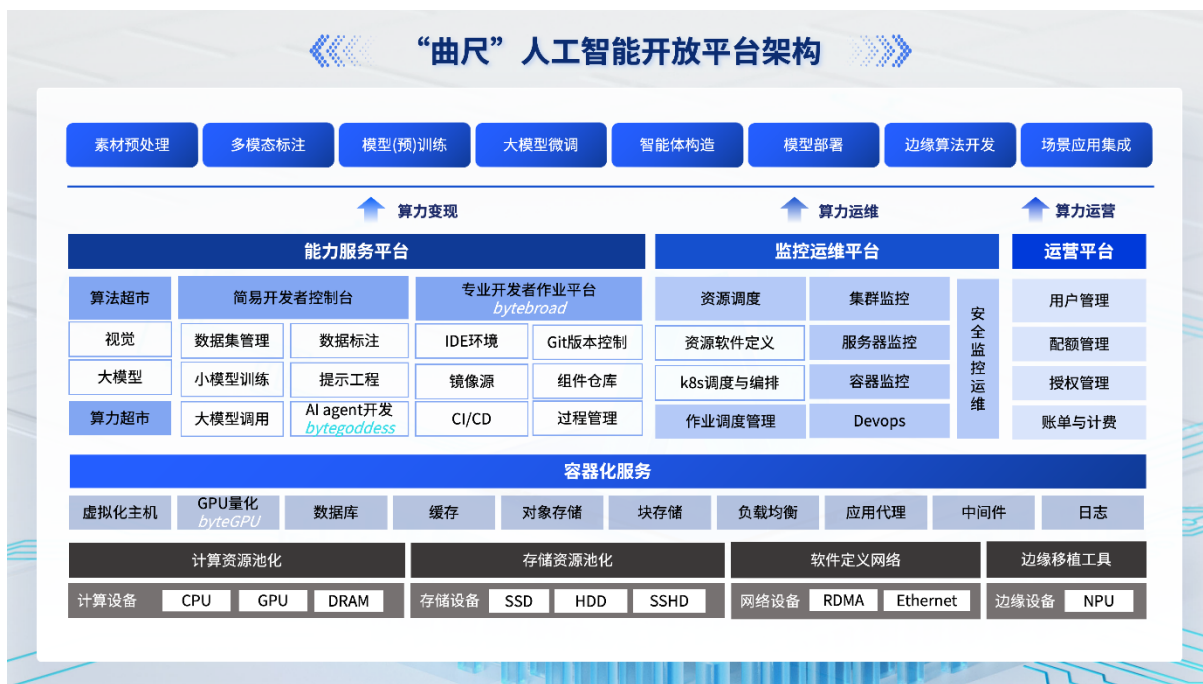 “曲尺”人工智能开放平台架构
素材预处理
多模态标注
模型(预)训练
大模型微调
智能体构造
模型部署
边缘算法开发
场景应用集成
算力变现
算力运维
算力运营
能力服务平台
监控运维平台
运营平台
算法超市
视觉
大模型
算力超市
简易开发者控制台
数据集管理
数据标注
小模型训练
提示工程
大模型调用
AI agent开发
bytegoddess
专业开发者作业平台
bytebroad
IDE环境
Git版本控制
镜像源
组件仓库
CI/CD
过程管理
资源调度
集群监控
资源软件定义
服务器监控
k8s调度与编排
容器监控
作业调度管理
Devops
安全监控运维
用户管理
配额管理
授权管理
账单与计费
容器化服务
虚拟化主机
GPU量化
byteGPU
数据库
缓存
对象存储
块存储
负载均衡
应用代理
中间件
日志
计算资源池化
存储资源池化
软件定义网络
边缘移植工具
计算设备
CPU
GPU
DRAM
存储设备
SSD
HDD
SSHD
网络设备
RDMA
Ethernet
边缘设备
NPU